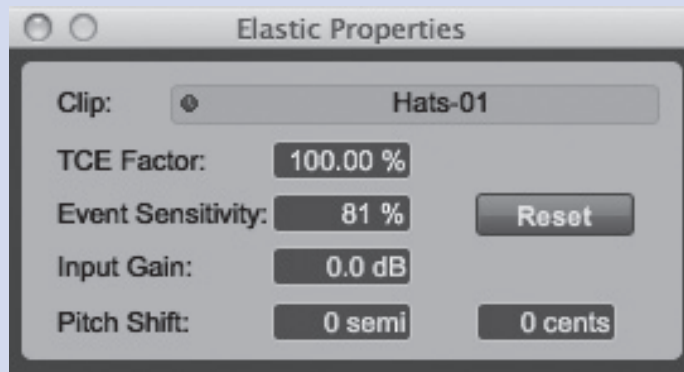 Elastic Properties
Clip: Hats-01
TCE Factor: 100.00 %
Event Sensitivity: 81 % Reset
Input Gain: 0.0 dB
Pitch Shift: 0 semi 0 cents